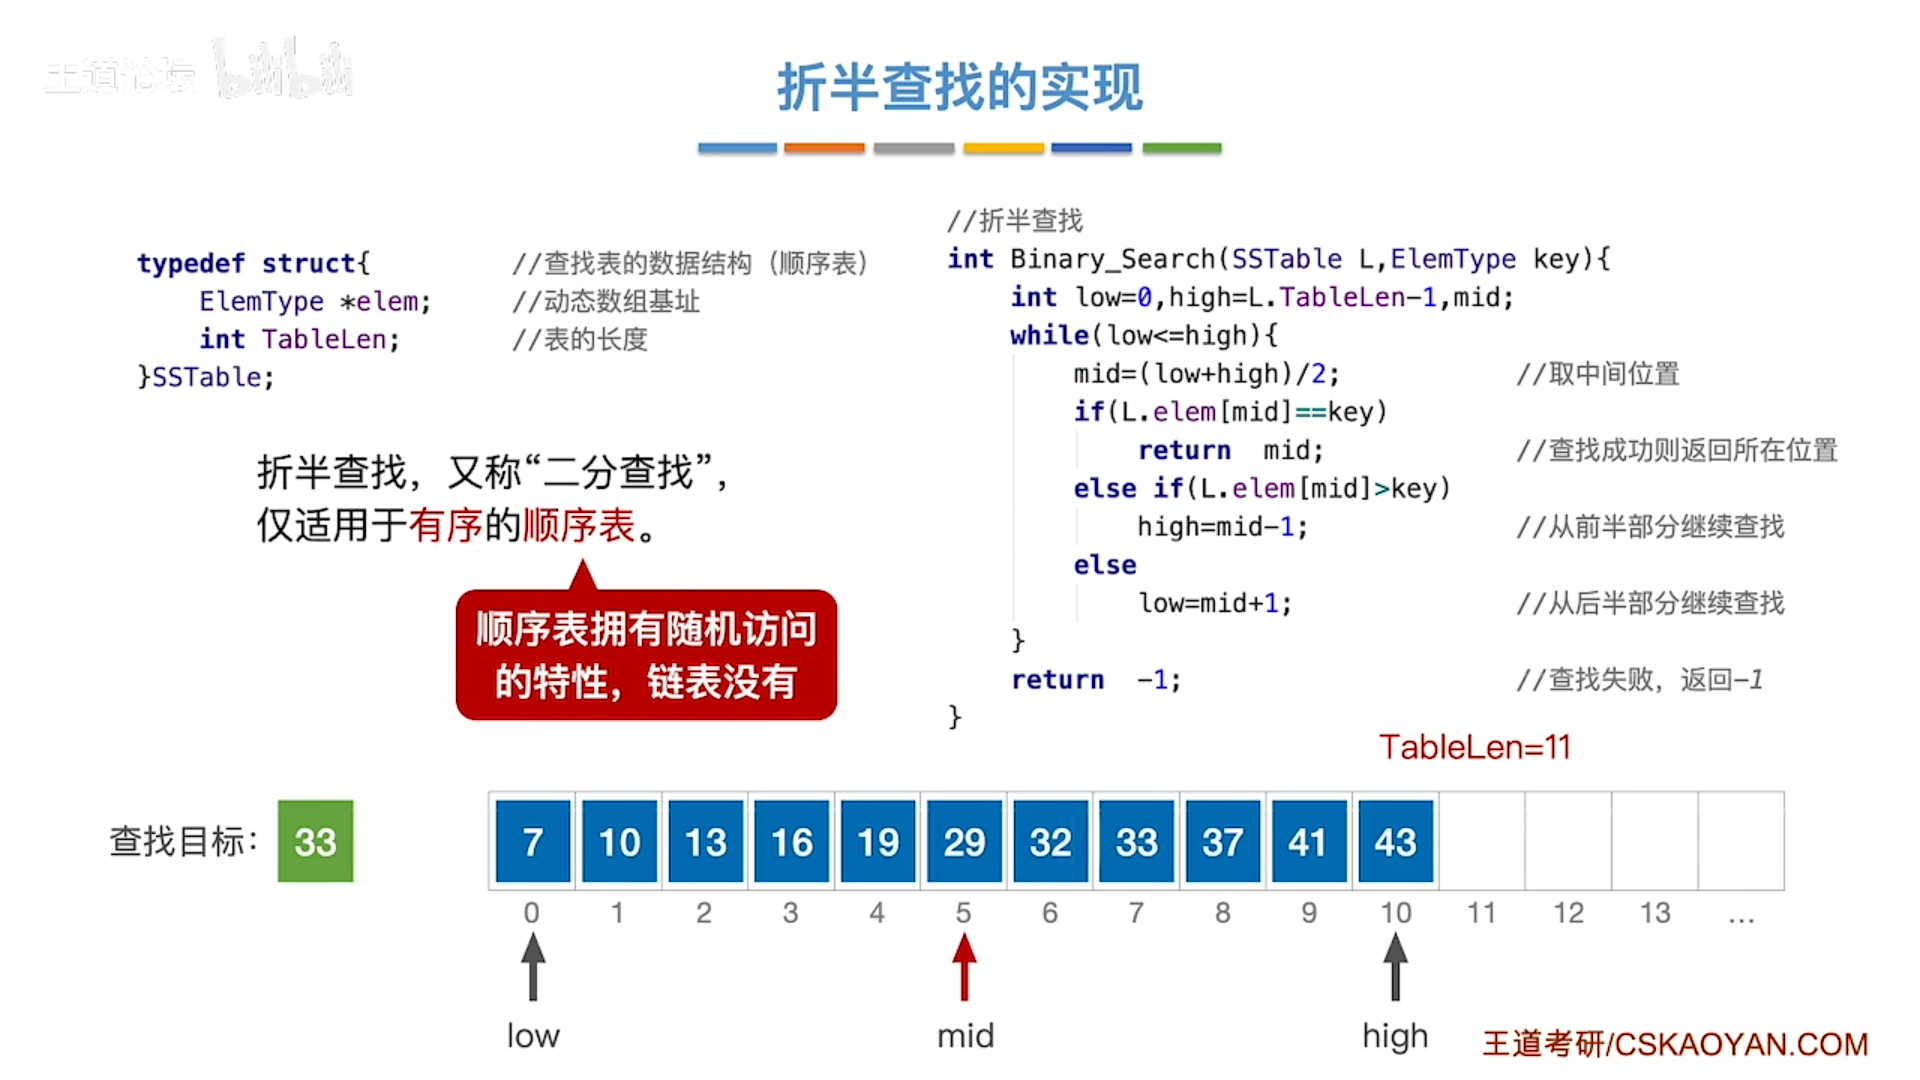 王道论坛 bilibili
折半查找的实现
typedef struct{ //查找表的数据结构（顺序表）
ElemType *elem; //动态数组基址
int TableLen; //表的长度
}SSTable;
折半查找，又称“二分查找”，
仅适用于有序的顺序表。
顺序表拥有随机访问
的特性，链表没有
//折半查找
int Binary_Search(SSTable L,ElemType key){
int low=0,high=L.TableLen-1,mid;
while(low<=high){
mid=(low+high)/2; //取中间位置
if(L.elem[mid]==key)
return mid; //查找成功则返回所在位置
else if(L.elem[mid]>key)
high=mid-1; //从前半部分继续查找
else
low=mid+1; //从后半部分继续查找
}
return -1; //查找失败，返回-1
}
TableLen=11
查找目标： 33 7 10 13 16 19 29 32 33 37 41 43
0 1 2 3 4 5 6 7 8 9 10 11 12 13 ...
low mid high
王道考研/CSKAOYAN.COM